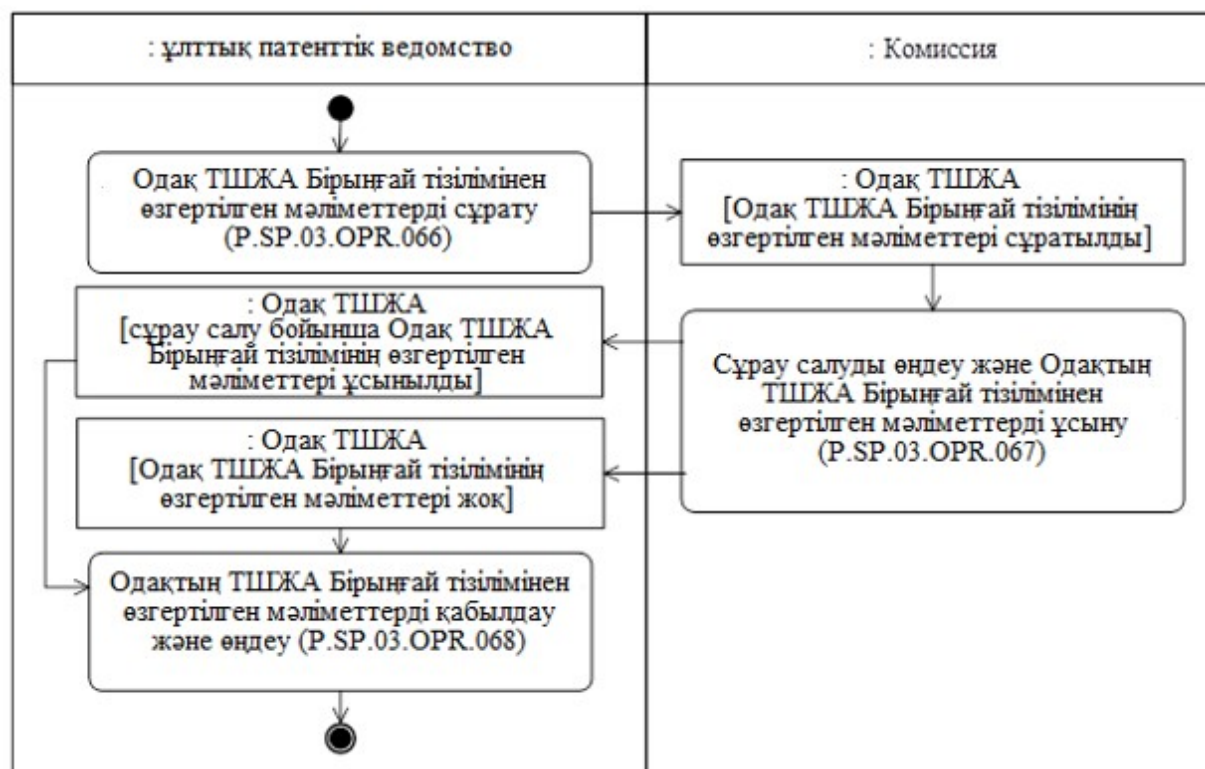 : ұлттық патенттік ведомство
: Комиссия
Одақ ТШЖА Бірыңғай тізілімінен
өзгертілген мәліметтерді сұрату
(P.SP.03.OPR.066)
: Одақ ТШЖА
[Одақ ТШЖА Бірыңғай тізілімінің
өзгертілген мәліметтері сұратылды]
: Одақ ТШЖА
[сұрау салу бойынша Одақ ТШЖА
Бірыңғай тізілімінің өзгертілген
мәліметтері ұсынылды]
Сұрау салуды өңдеу және Одақтың
ТШЖА Бірыңғай тізілімінен
өзгертілген мәліметтерді ұсыну
(P.SP.03.OPR.067)
: Одақ ТШЖА
[Одақ ТШЖА Бірыңғай тізілімінің
өзгертілген мәліметтері жоқ]
Одақтың ТШЖА Бірыңғай тізілімінен
өзгертілген мәліметтерді қабылдау
және өңдеу (P.SP.03.OPR.068)